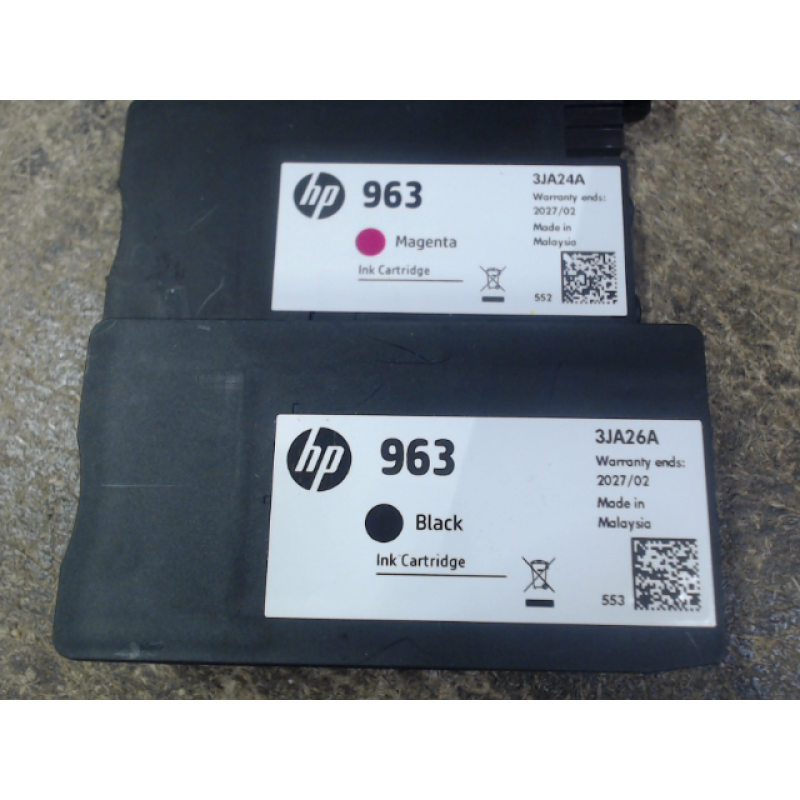 hp 963
Magenta
Ink Cartridge
3JA24A
Warranty ends:
2027/02
Made in
Malaysia
552
hp 963
Black
Ink Cartridge
3JA26A
Warranty ends:
2027/02
Made in
Malaysia
553